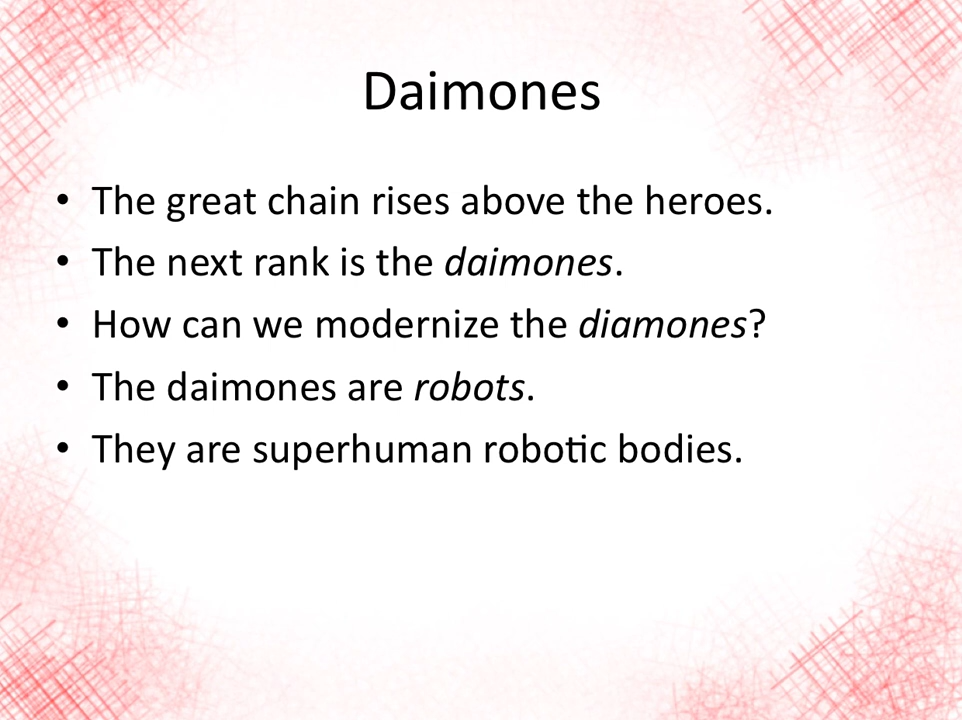 Daimones
• The great chain rises above the heroes.
• The next rank is the daimones.
• How can we modernize the diamones?
• The daimones are robots.
• They are superhuman robotic bodies.